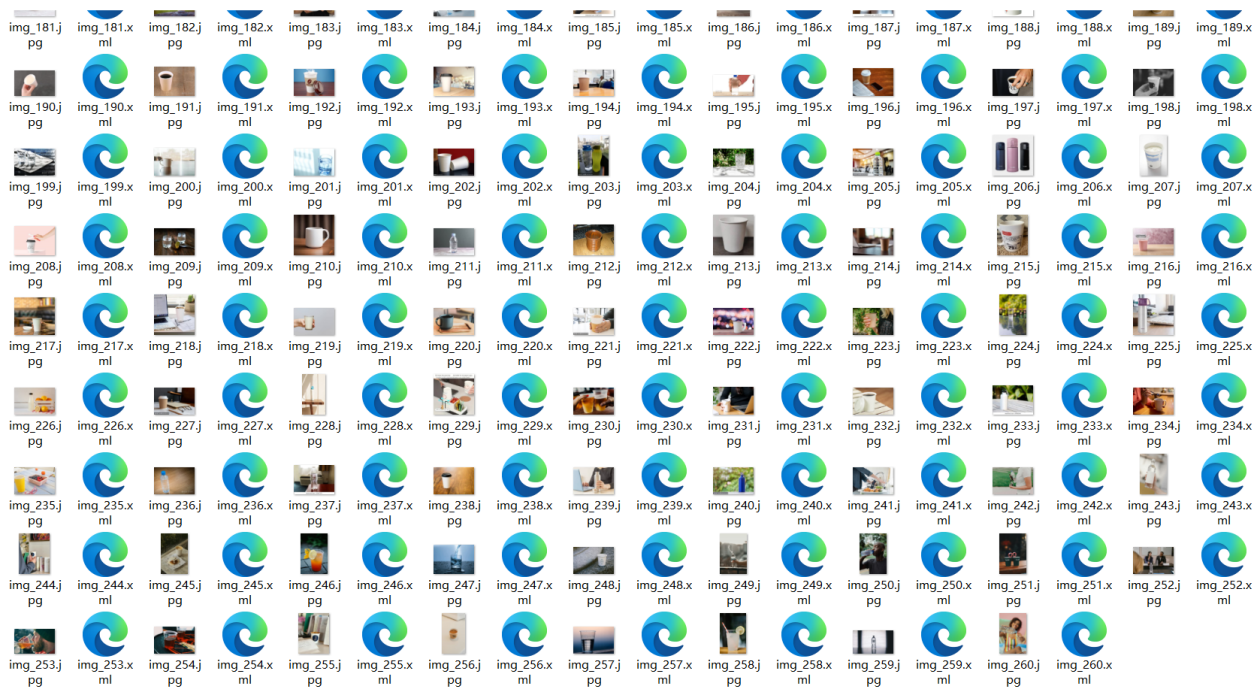 img_181.j img_181.x img_182.j img_182.x img_183.j img_183.x img_184.j img_184.x img_185.j img_185.x img_186.j img_186.x img_187.j img_187.x img_188.j img_188.x img_189.j img_189.x
pg ml pg ml pg ml pg ml pg ml pg ml pg ml pg ml pg ml
img_190.j img_190.x img_191.j img_191.x img_192.j img_192.x img_193.j img_193.x img_194.j img_194.x img_195.j img_195.x img_196.j img_196.x img_197.j img_197.x img_198.j img_198.x
pg ml pg ml pg ml pg ml pg ml pg ml pg ml pg ml pg ml
img_199.j img_199.x img_200.j img_200.x img_201.j img_201.x img_202.j img_202.x img_203.j img_203.x img_204.j img_204.x img_205.j img_205.x img_206.j img_206.x img_207.j img_207.x
pg ml pg ml pg ml pg ml pg ml pg ml pg ml pg ml pg ml
img_208.j img_208.x img_209.j img_209.x img_210.j img_210.x img_211.j img_211.x img_212.j img_212.x img_213.j img_213.x img_214.j img_214.x img_215.j img_215.x img_216.j img_216.x
pg ml pg ml pg ml pg ml pg ml pg ml pg ml pg ml pg ml
img_217.j img_217.x img_218.j img_218.x img_219.j img_219.x img_220.j img_220.x img_221.j img_221.x img_222.j img_222.x img_223.j img_223.x img_224.j img_224.x img_225.j img_225.x
pg ml pg ml pg ml pg ml pg ml pg ml pg ml pg ml pg ml
img_226.j img_226.x img_227.j img_227.x img_228.j img_228.x img_229.j img_229.x img_230.j img_230.x img_231.j img_231.x img_232.j img_232.x img_233.j img_233.x img_234.j img_234.x
pg ml pg ml pg ml pg ml pg ml pg ml pg ml pg ml pg ml
img_235.j img_235.x img_236.j img_236.x img_237.j img_237.x img_238.j img_238.x img_239.j img_239.x img_240.j img_240.x img_241.j img_241.x img_242.j img_242.x img_243.j img_243.x
pg ml pg ml pg ml pg ml pg ml pg ml pg ml pg ml pg ml
img_244.j img_244.x img_245.j img_245.x img_246.j img_246.x img_247.j img_247.x img_248.j img_248.x img_249.j img_249.x img_250.j img_250.x img_251.j img_251.x img_252.j img_252.x
pg ml pg ml pg ml pg ml pg ml pg ml pg ml pg ml pg ml
img_253.j img_253.x img_254.j img_254.x img_255.j img_255.x img_256.j img_256.x img_257.j img_257.x img_258.j img_258.x img_259.j img_259.x img_260.j img_260.x
pg ml pg ml pg ml pg ml pg ml pg ml pg ml pg ml